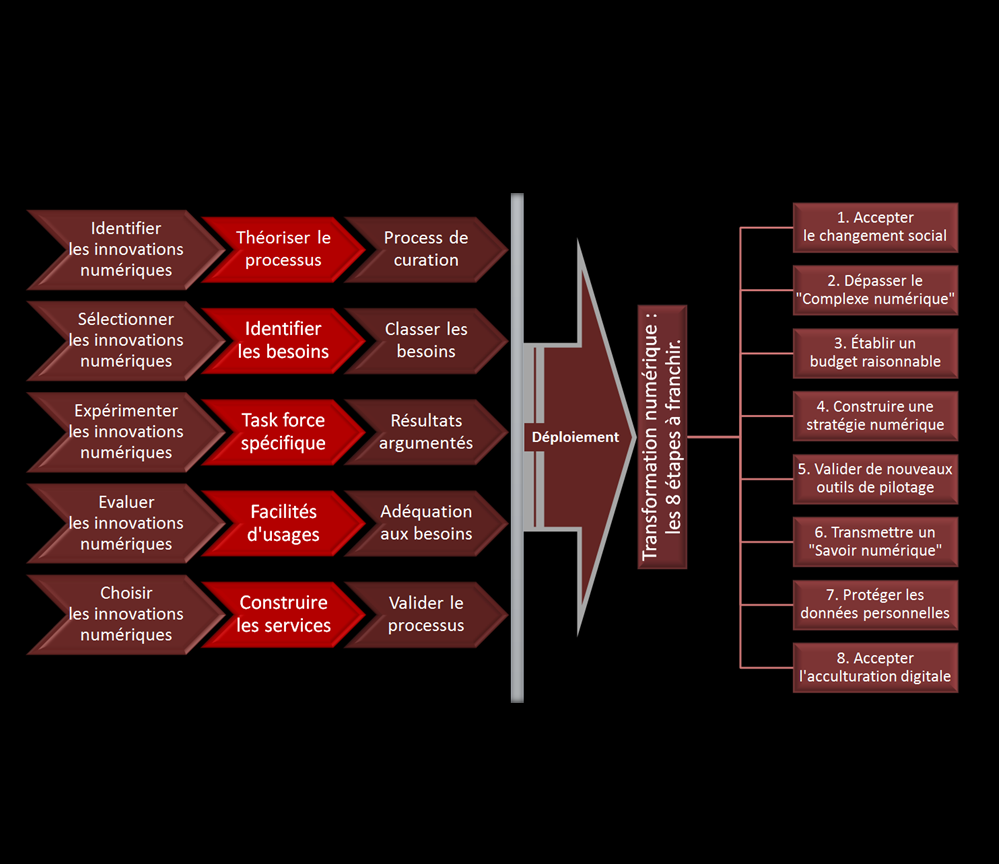 Identifier
les innovations
numériques
Théoriser le
processus
Process de
curation
Sélectionner
les innovations
numériques
Identifier
les besoins
Classer les
besoins
Expérimenter
les innovations
numériques
Task force
spécifique
Résultats
argumentés
Evaluer
les innovations
numériques
Facilités
d'usages
Adéquation
aux besoins
Choisir
les innovations
numériques
Construire
les services
Valider le
processus
Déploiement
Transformation numérique :
les 8 étapes à franchir.
1. Accepter
le changement social
2. Dépasser le
"Complexe numérique"
3. Établir un
budget raisonnable
4. Construire une
stratégie numérique
5. Valider de nouveaux
outils de pilotage
6. Transmettre un
"Savoir numérique"
7. Protéger les
données personnelles
8. Accepter
l'acculturation digitale